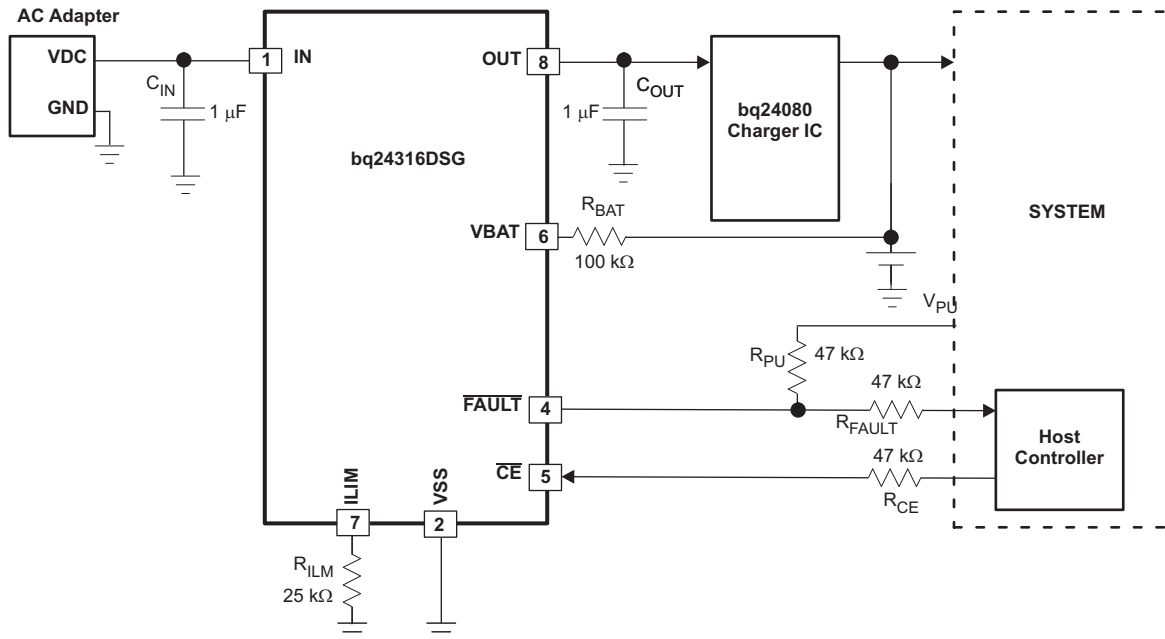 AC Adapter
VDC
GND
C_IN
1 μF
1
IN
bq24316DSG
OUT
8
C_OUT
1 μF
bq24080
Charger IC
VBAT
6
R_BAT
100 kΩ
SYSTEM
V_PU
R_PU
47 kΩ
FAULT
4
47 kΩ
R_FAULT
Host
Controller
CE
5
47 kΩ
R_CE
ILIM
7
VSS
2
R_ILM
25 kΩ